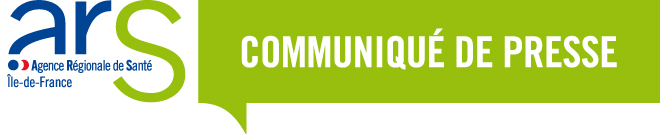 ars
Agence Régionale de Santé
Île-de-France
COMMUNIQUÉ DE PRESSE